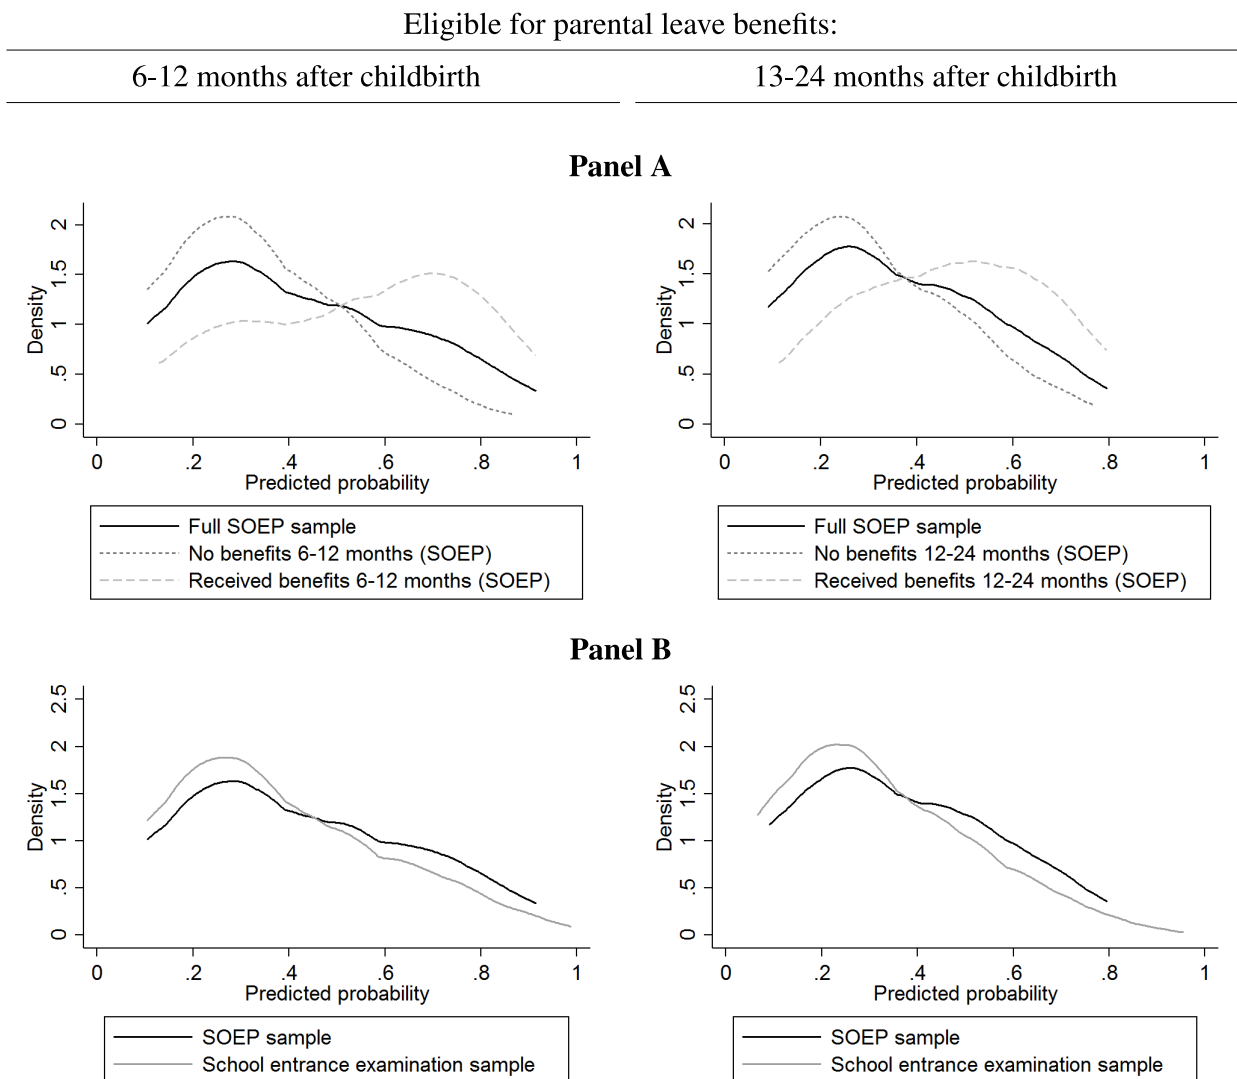 Eligible for parental leave benefits:
6-12 months after childbirth
13-24 months after childbirth
Panel A
Density
0 .5 1 1.5 2
0 .2 .4 .6 .8 1
Predicted probability
Full SOEP sample
No benefits 6-12 months (SOEP)
Received benefits 6-12 months (SOEP)
Density
0 .5 1 1.5 2
0 .2 .4 .6 .8 1
Predicted probability
Full SOEP sample
No benefits 12-24 months (SOEP)
Received benefits 12-24 months (SOEP)
Panel B
Density
0 .5 1 1.5 2 2.5
0 .2 .4 .6 .8 1
Predicted probability
SOEP sample
School entrance examination sample
Density
0 .5 1 1.5 2 2.5
0 .2 .4 .6 .8 1
Predicted probability
SOEP sample
School entrance examination sample